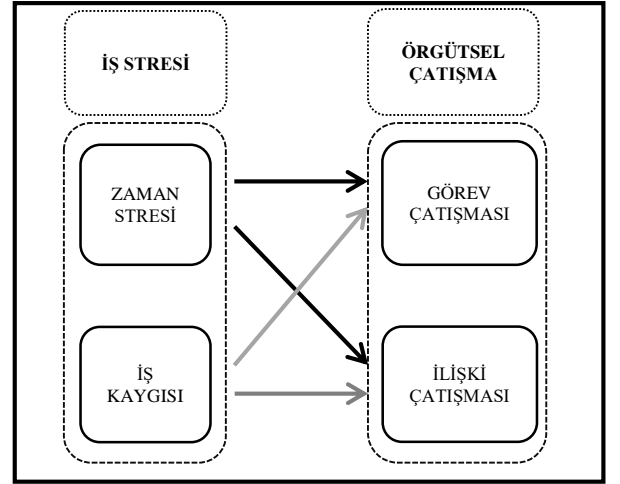 İŞ STRESİ
ÖRGÜTSEL
ÇATIŞMA
ZAMAN
STRESİ
GÖREV
ÇATIŞMASI
İŞ
KAYGISI
İLİŞKİ
ÇATIŞMASI